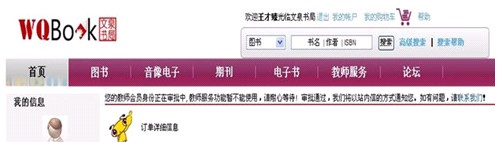 欢迎王才辘光临文泉书局 退出 我的账户 我的购物车 帮助
WQBook 文泉书局
图书 书名|作者|ISBN 搜索 高级搜索 | 搜索帮助
首页 图书 音像电子 期刊 电子书 教师服务 论坛
我的信息
您的教师会员身份正在审批中,教师服务功能暂不能使用,请耐心等待!审批通过,我们将以站内信的方式通知您。如有问题,请联系我们!
订单详细信息